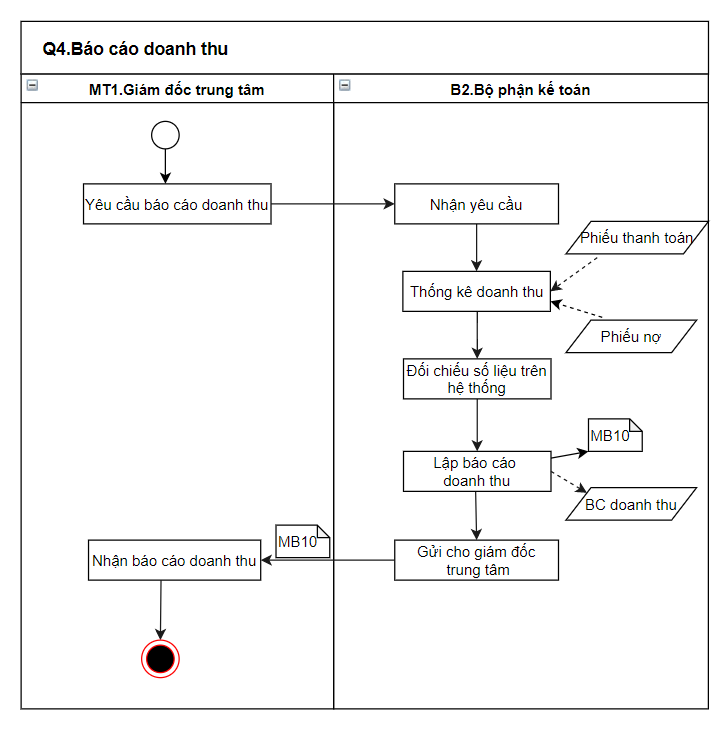 Q4.Báo cáo doanh thu
MT1.Giám đốc trung tâm
B2.Bộ phận kế toán
Yêu cầu báo cáo doanh thu
Nhận yêu cầu
Phiếu thanh toán
Thống kê doanh thu
Phiếu nợ
Đối chiếu số liệu trên
hệ thống
MB10
Lập báo cáo
doanh thu
BC doanh thu
MB10
Gửi cho giám đốc
trung tâm
Nhận báo cáo doanh thu